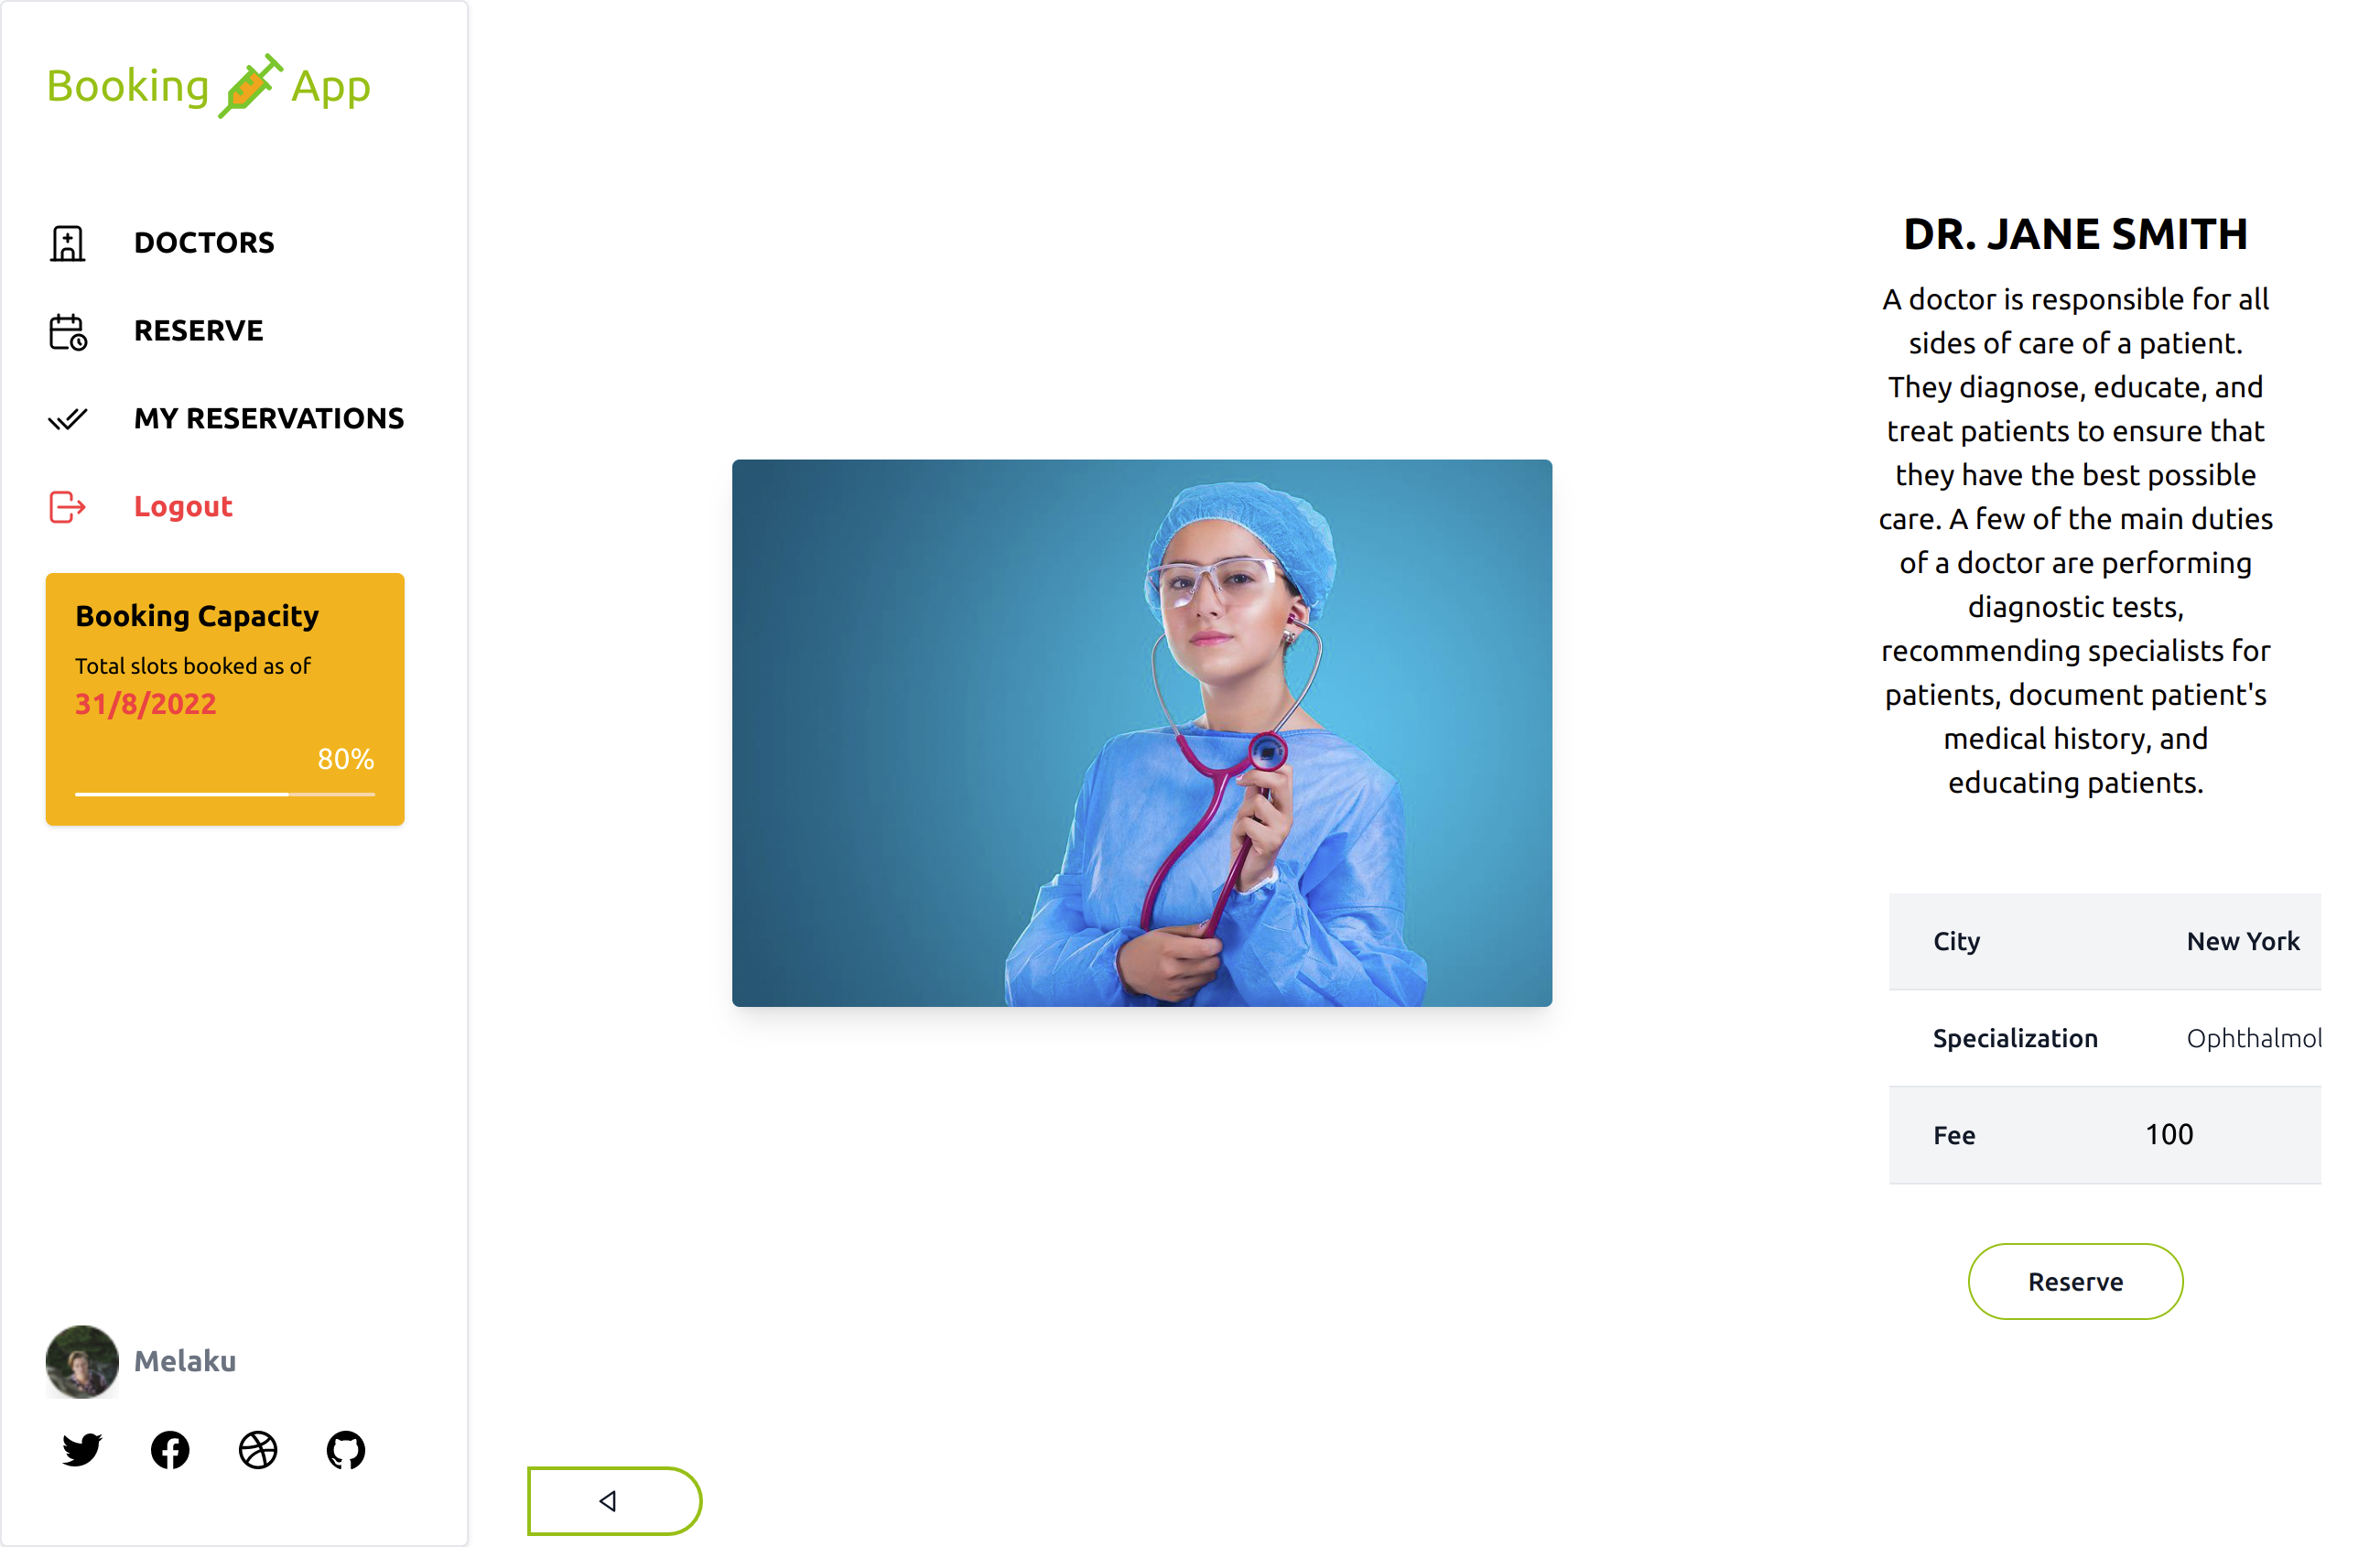 Booking App
DOCTORS
RESERVE
MY RESERVATIONS
Logout
Booking Capacity
Total slots booked as of
31/8/2022
80%
Melaku
DR. JANE SMITH
A doctor is responsible for all
sides of care of a patient.
They diagnose, educate, and
treat patients to ensure that
they have the best possible
care. A few of the main duties
of a doctor are performing
diagnostic tests,
recommending specialists for
patients, document patient's
medical history, and
educating patients.
City New York
Specialization Ophthalmol
Fee 100
Reserve